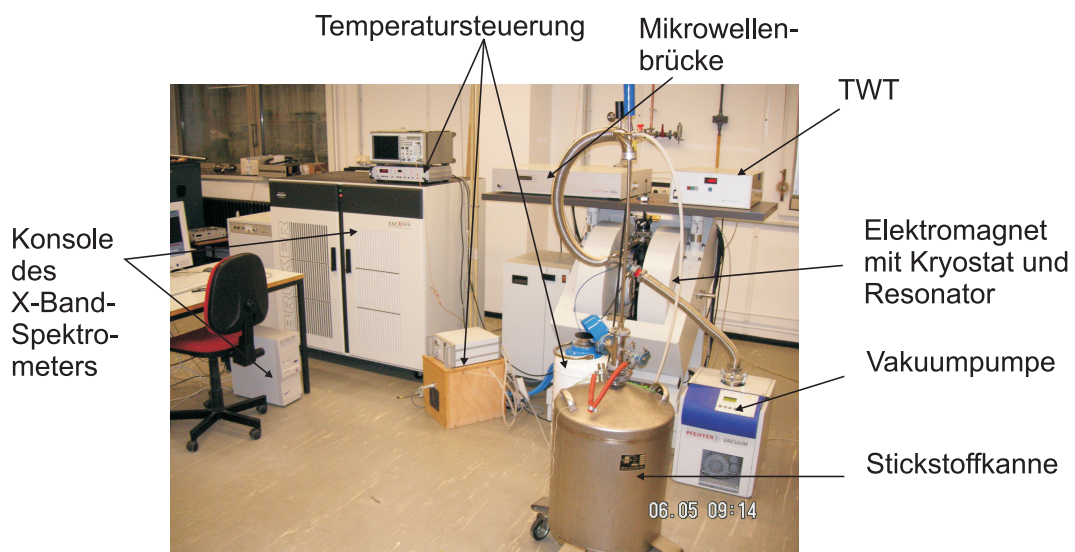 Temperatursteuerung
Mikrowellen-
brücke
TWT
Konsole
des
X-Band-
Spektro-
meters
Elektromagnet
mit Kryostat und
Resonator
Vakuumpumpe
Stickstoffkanne
BRUKER
ELEXSYS
PFEIFFER VACUUM
06.05 09:14